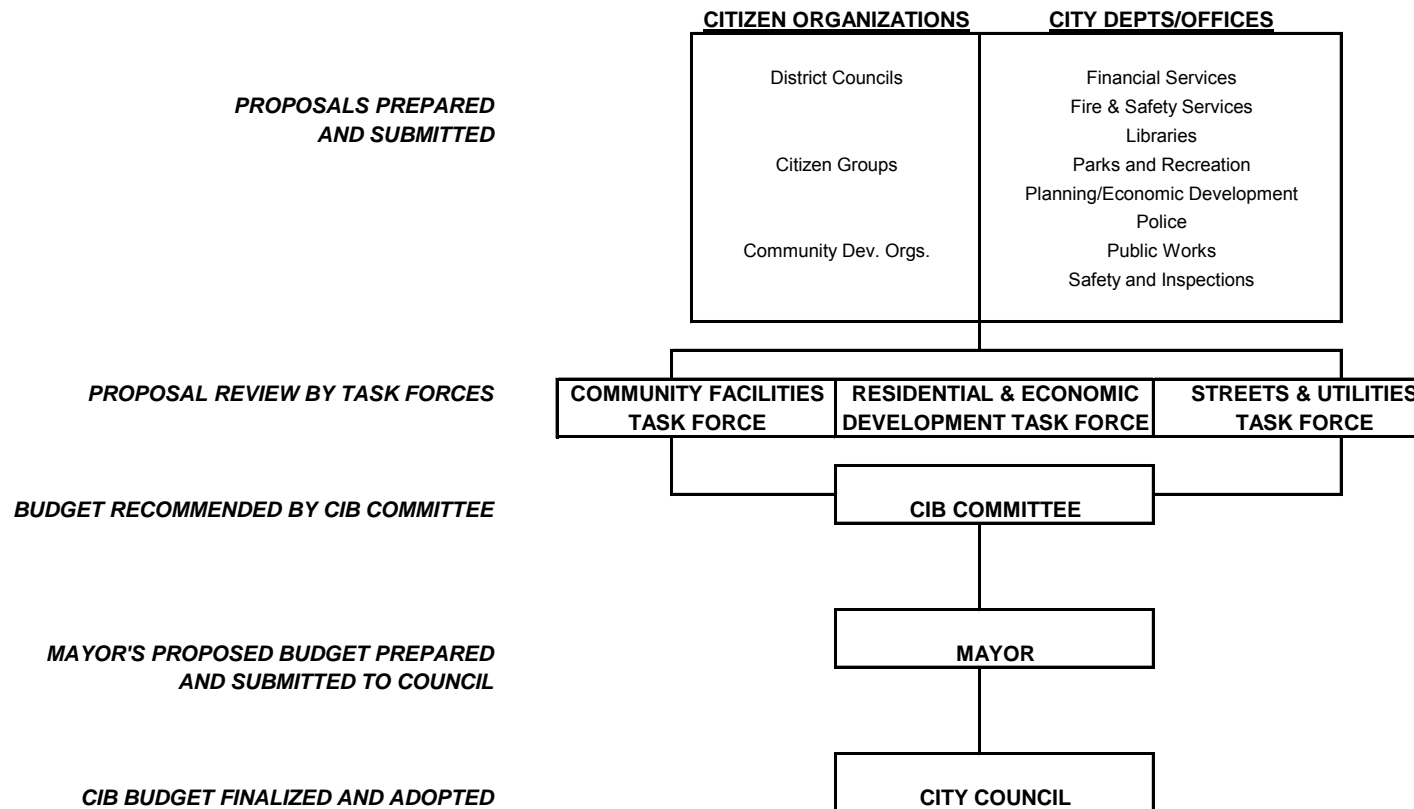 CITIZEN ORGANIZATIONS CITY DEPTS/OFFICES
District Councils Financial Services
PROPOSALS PREPARED Fire & Safety Services
AND SUBMITTED Libraries
Citizen Groups Parks and Recreation
Planning/Economic Development
Police
Community Dev. Orgs. Public Works
Safety and Inspections
PROPOSAL REVIEW BY TASK FORCES COMMUNITY FACILITIES RESIDENTIAL & ECONOMIC STREETS & UTILITIES
TASK FORCE DEVELOPMENT TASK FORCE TASK FORCE
BUDGET RECOMMENDED BY CIB COMMITTEE CIB COMMITTEE
MAYOR'S PROPOSED BUDGET PREPARED MAYOR
AND SUBMITTED TO COUNCIL
CIB BUDGET FINALIZED AND ADOPTED CITY COUNCIL